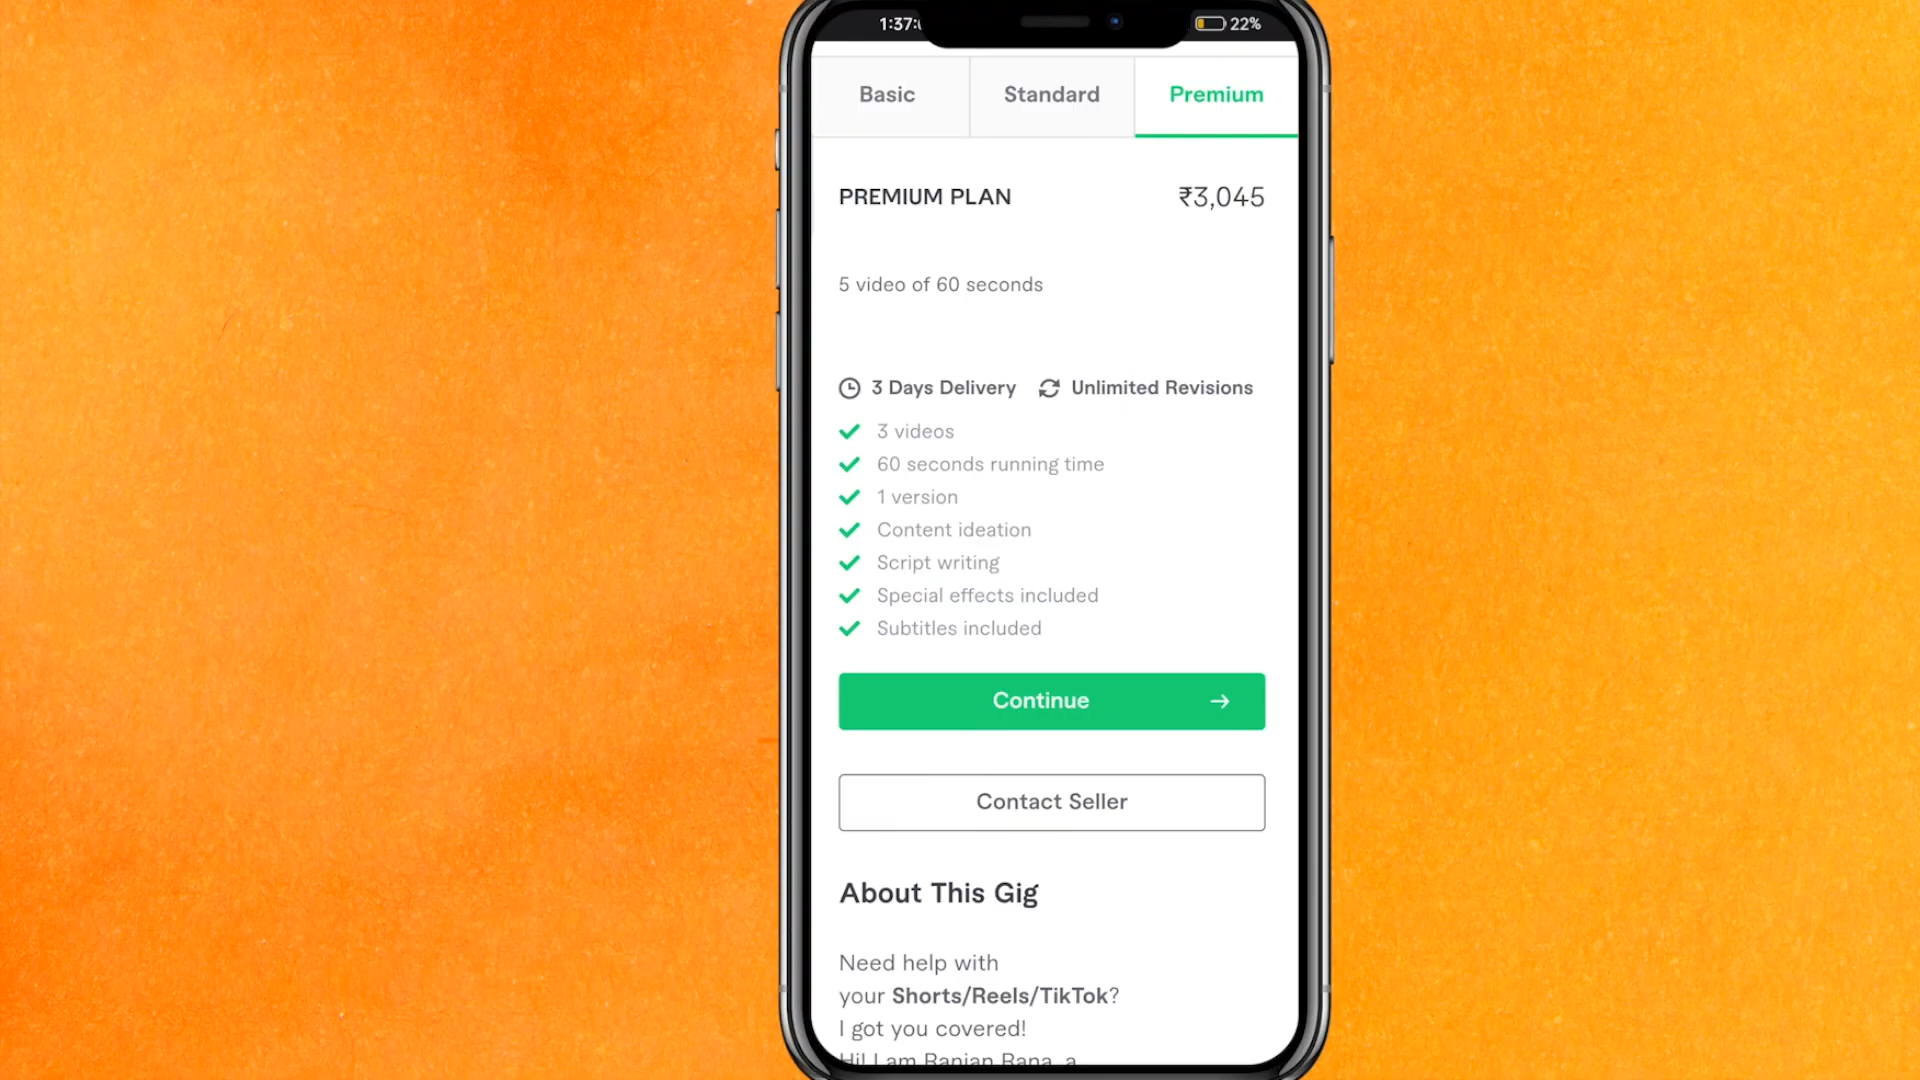 1:37:
22%
Basic
Standard
Premium
PREMIUM PLAN
₹3,045
5 video of 60 seconds
3 Days Delivery
Unlimited Revisions
3 videos
60 seconds running time
1 version
Content ideation
Script writing
Special effects included
Subtitles included
Continue
Contact Seller
About This Gig
Need help with
your Shorts/Reels/TikTok?
I got you covered!
Hi! I am Ranjan Rana, a